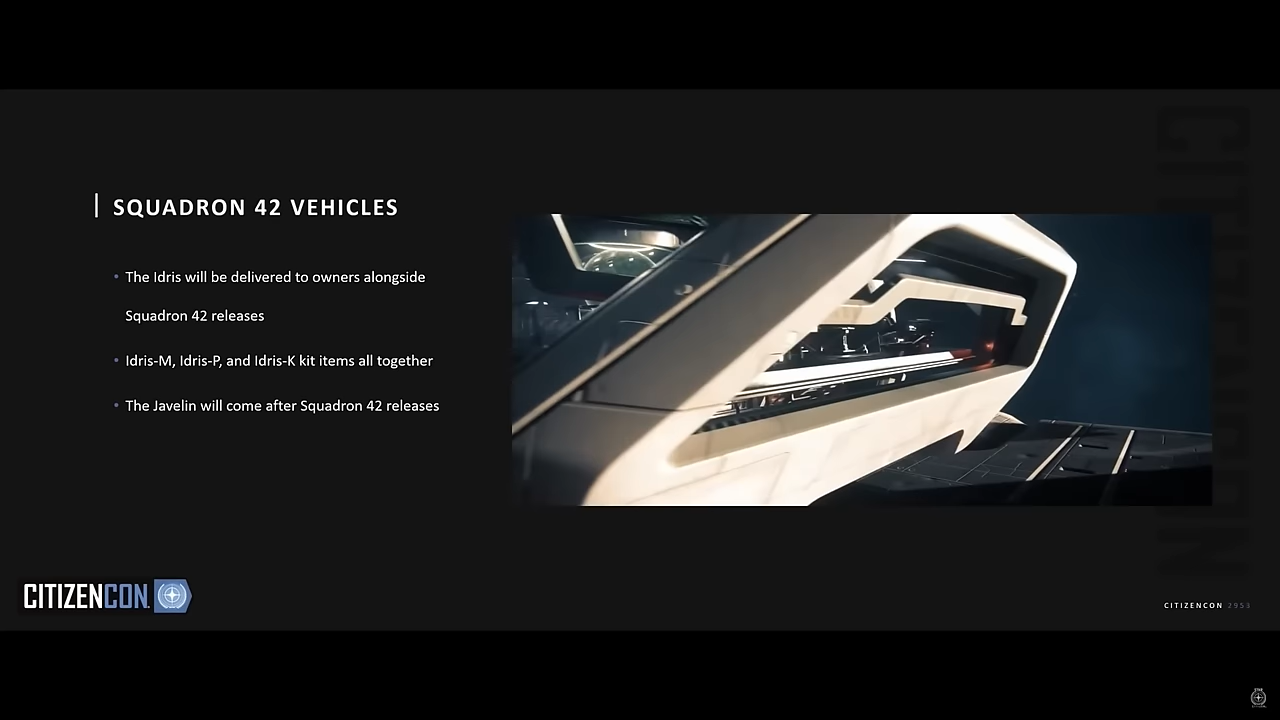 SQUADRON 42 VEHICLES
• The Idris will be delivered to owners alongside
Squadron 42 releases
• Idris-M, Idris-P, and Idris-K kit items all together
• The Javelin will come after Squadron 42 releases
CITIZENCON
CITIZENCON
CITIZENCON 2953